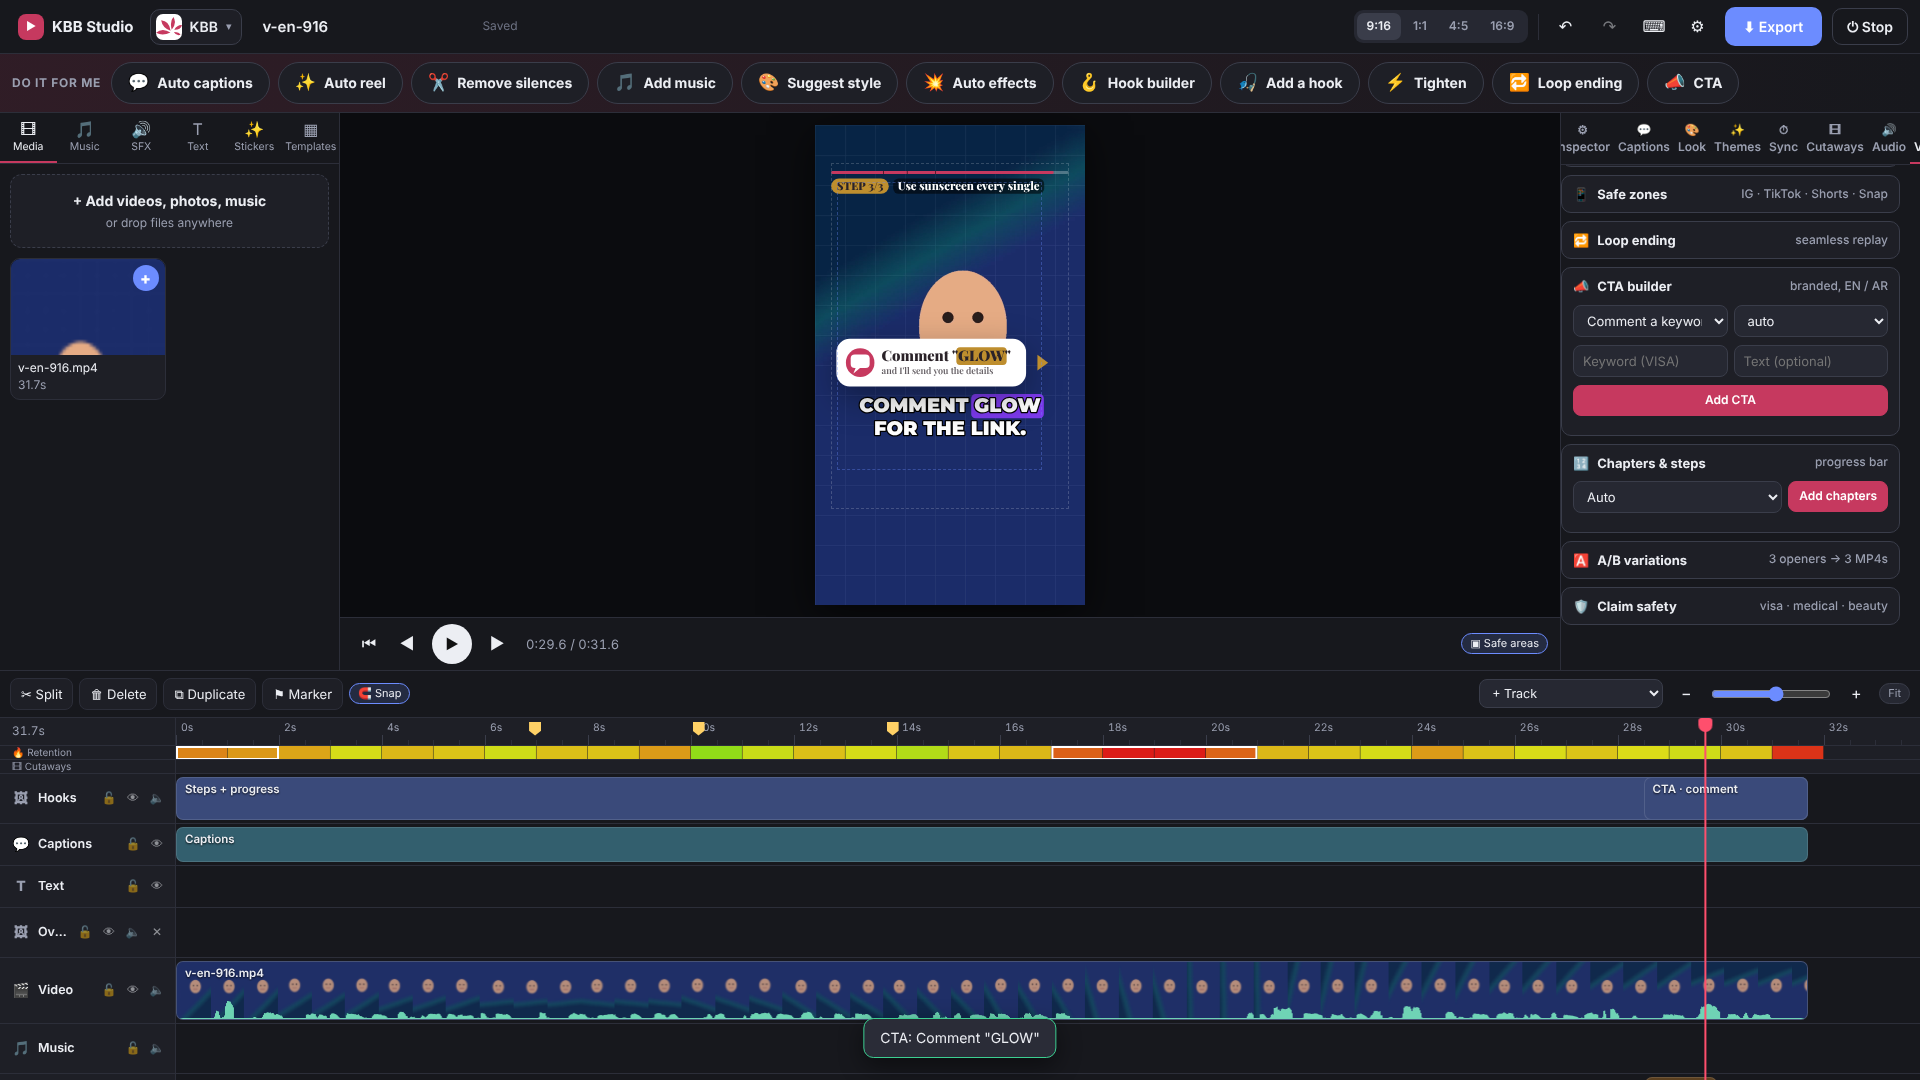 KBB Studio
KBB
v-en-916
Saved
9:16 1:1 4:5 16:9
Export
Stop
DO IT FOR ME
Auto captions
Auto reel
Remove silences
Add music
Suggest style
Auto effects
Hook builder
Add a hook
Tighten
Loop ending
CTA
Media
Music
SFX
Text
Stickers
Templates
+ Add videos, photos, music
or drop files anywhere
v-en-916.mp4
31.7s
STEP 3/3 Use sunscreen every single
Comment "GLOW"
and I'll send you the details
COMMENT GLOW
FOR THE LINK.
0:29.6 / 0:31.6
Safe areas
nspector
Captions
Look
Themes
Sync
Cutaways
Audio
V
Safe zones IG · TikTok · Shorts · Snap
Loop ending seamless replay
CTA builder branded, EN / AR
Comment a keywor auto
Keyword (VISA) Text (optional)
Add CTA
Chapters & steps progress bar
Auto Add chapters
A/B variations 3 openers → 3 MP4s
Claim safety visa · medical · beauty
Split
Delete
Duplicate
Marker
Snap
+ Track
− + Fit
31.7s
0s 2s 4s 6s 8s 0s 12s 14s 16s 18s 20s 22s 24s 26s 28s 30s 32s
Retention
Cutaways
Hooks
Steps + progress
CTA · comment
Captions
Captions
Text
Ov...
Video
v-en-916.mp4
Music
CTA: Comment "GLOW"